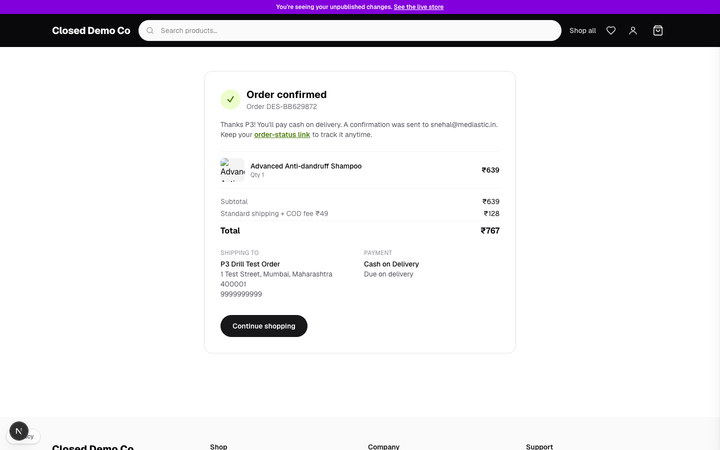 You're seeing your unpublished changes. See the live store
Closed Demo Co
Search products...
Shop all
Order confirmed
Order DES-BB629872
Thanks P3! You'll pay cash on delivery. A confirmation was sent to snehal@mediastic.in.
Keep your order-status link to track it anytime.
Advanced Anti-dandruff Shampoo
Qty 1
₹639
Subtotal
₹639
Standard shipping + COD fee ₹49
₹128
Total
₹767
SHIPPING TO
P3 Drill Test Order
1 Test Street, Mumbai, Maharashtra
400001
9999999999
PAYMENT
Cash on Delivery
Due on delivery
Continue shopping
N
Closed Demo Co
Shop
Company
Support